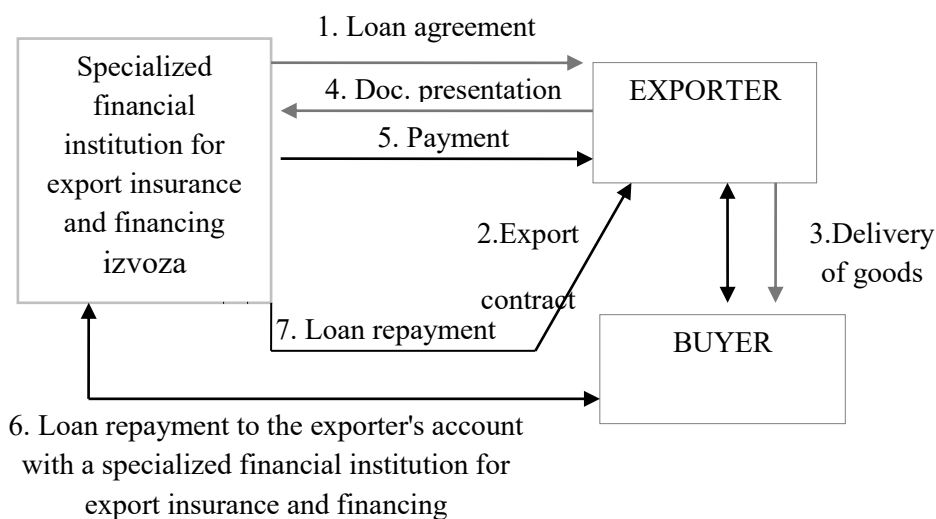 1. Loan agreement
Specialized
financial
institution for
export insurance
and financing
izvoza
4. Doc. presentation
EXPORTER
5. Payment
2.Export
contract
3.Delivery
of goods
7. Loan repayment
BUYER
6. Loan repayment to the exporter's account
with a specialized financial institution for
export insurance and financing